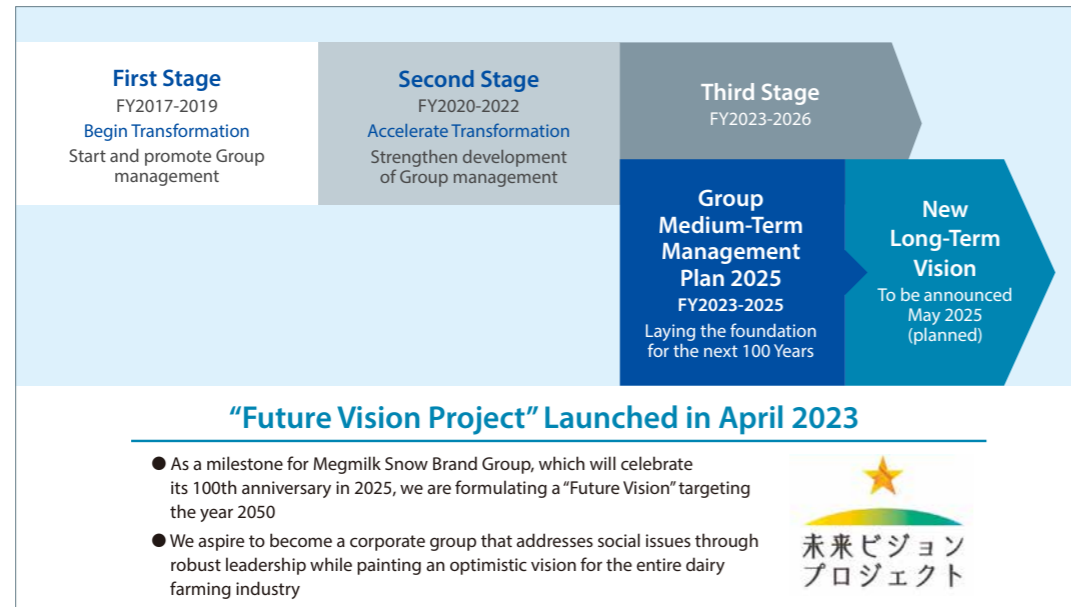 First Stage
FY2017-2019
Begin Transformation
Start and promote Group
management
Second Stage
FY2020-2022
Accelerate Transformation
Strengthen development
of Group management
Third Stage
FY2023-2026
Group
Medium-Term
Management
Plan 2025
FY2023-2025
Laying the foundation
for the next 100 Years
New
Long-Term
Vision
To be announced
May 2025
(planned)
“Future Vision Project” Launched in April 2023
● As a milestone for Megmilk Snow Brand Group, which will celebrate
its 100th anniversary in 2025, we are formulating a “Future Vision” targeting
the year 2050
● We aspire to become a corporate group that addresses social issues through
robust leadership while painting an optimistic vision for the entire dairy
farming industry
未来ビジョン
プロジェクト